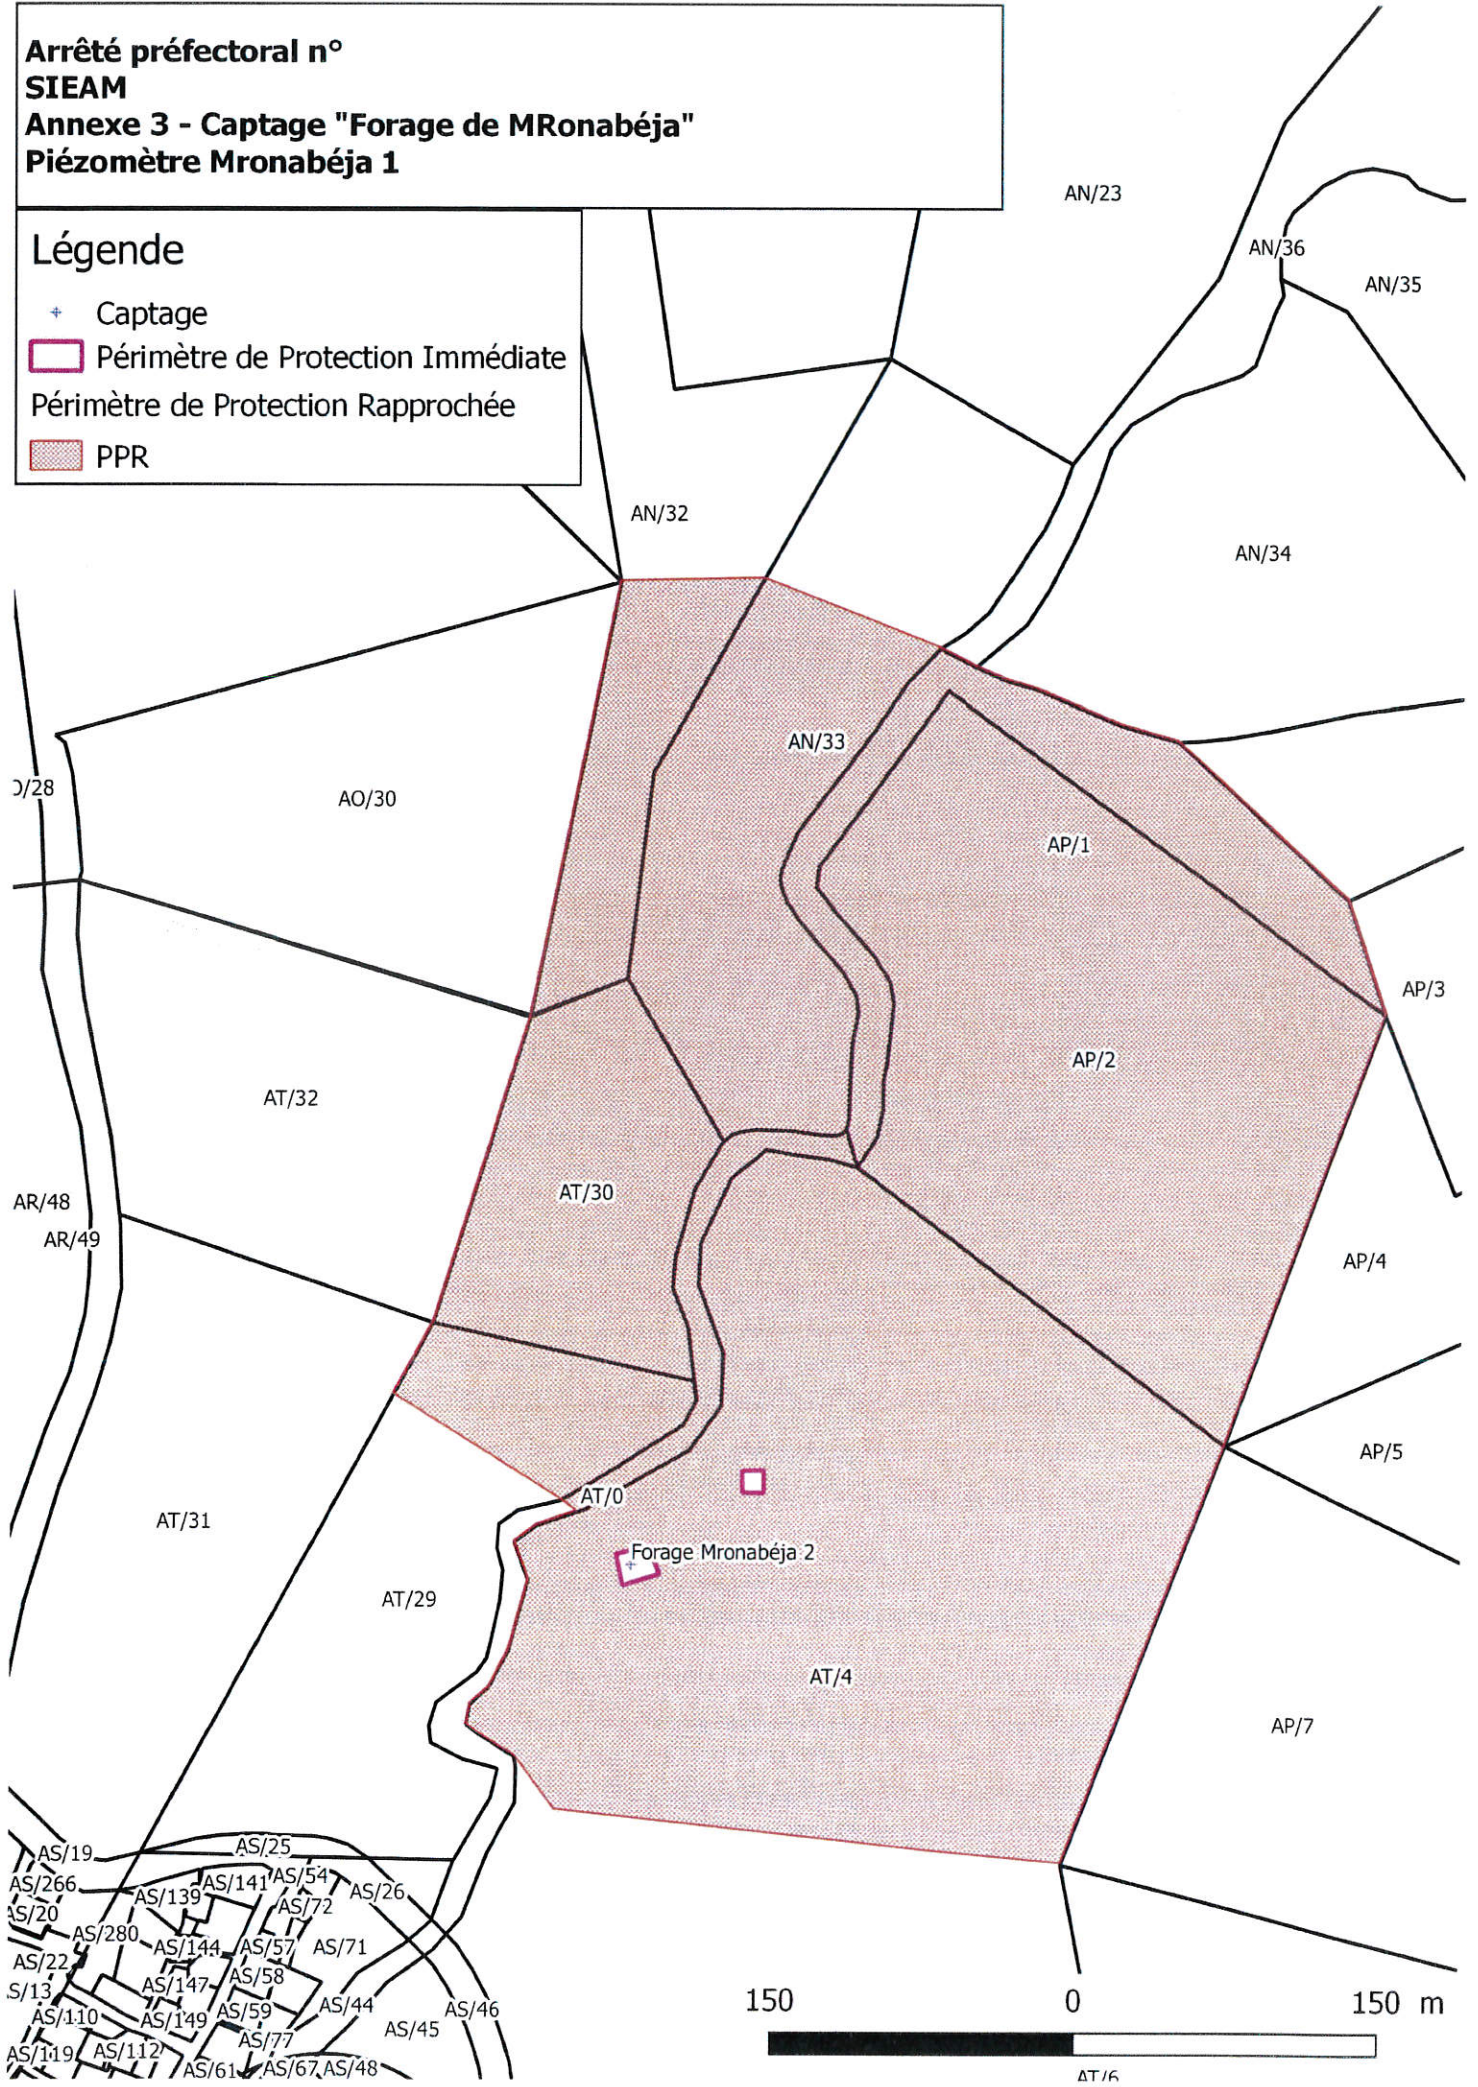 Arrêté préfectoral n°
SIEAM
Annexe 3 - Captage "Forage de MRonabéja"
Piézomètre Mronabéja 1
Légende
Captage
Périmètre de Protection Immédiate
Périmètre de Protection Rapprochée
PPR
AN/23
AN/36
AN/35
AN/32
AN/34
AN/33
O/28
AO/30
AP/1
AP/3
AP/2
AT/32
AT/30
AR/48
AR/49
AP/4
AP/5
AT/0
AT/31
Forage Mronabéja 2
AT/29
AT/4
AP/7
AS/19
AS/25
AS/266
AS/141
AS/54
AS/26
AS/139
AS/20
AS/72
AS/280
AS/144
AS/57
AS/71
AS/22
AS/147
AS/58
S/13
AS/110
AS/149
AS/59
AS/44
AS/46
AS/45
AS/77
AS/119
AS/112
AS/61
AS/67
AS/48
150 0 150 m
AT/6